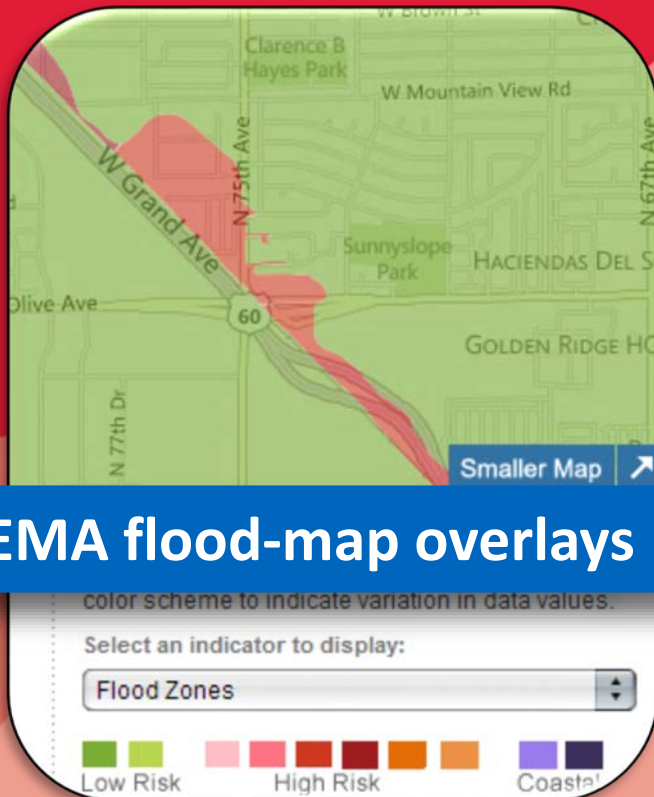 Clarence B
Hayes Park
W Mountain View Rd
N 75th Ave
N 67th Ave
W Grand Ave
Sunnyslope
Park
HACIENDAS DEL S
Olive Ave
60
GOLDEN RIDGE HO
N 77th Dr
Smaller Map
EMA flood-map overlays
color scheme to indicate variation in data values.
Select an indicator to display:
Flood Zones
Low Risk High Risk Coastal